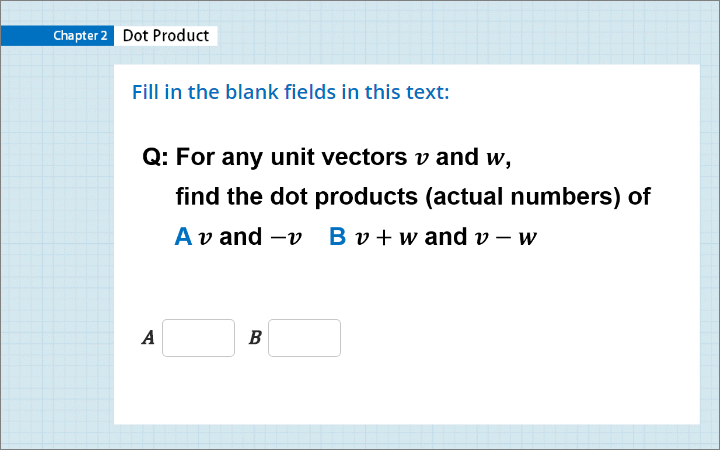 Chapter 2 Dot Product
Fill in the blank fields in this text:
Q: For any unit vectors v and w,
find the dot products (actual numbers) of
A v and −v B v + w and v − w
A B